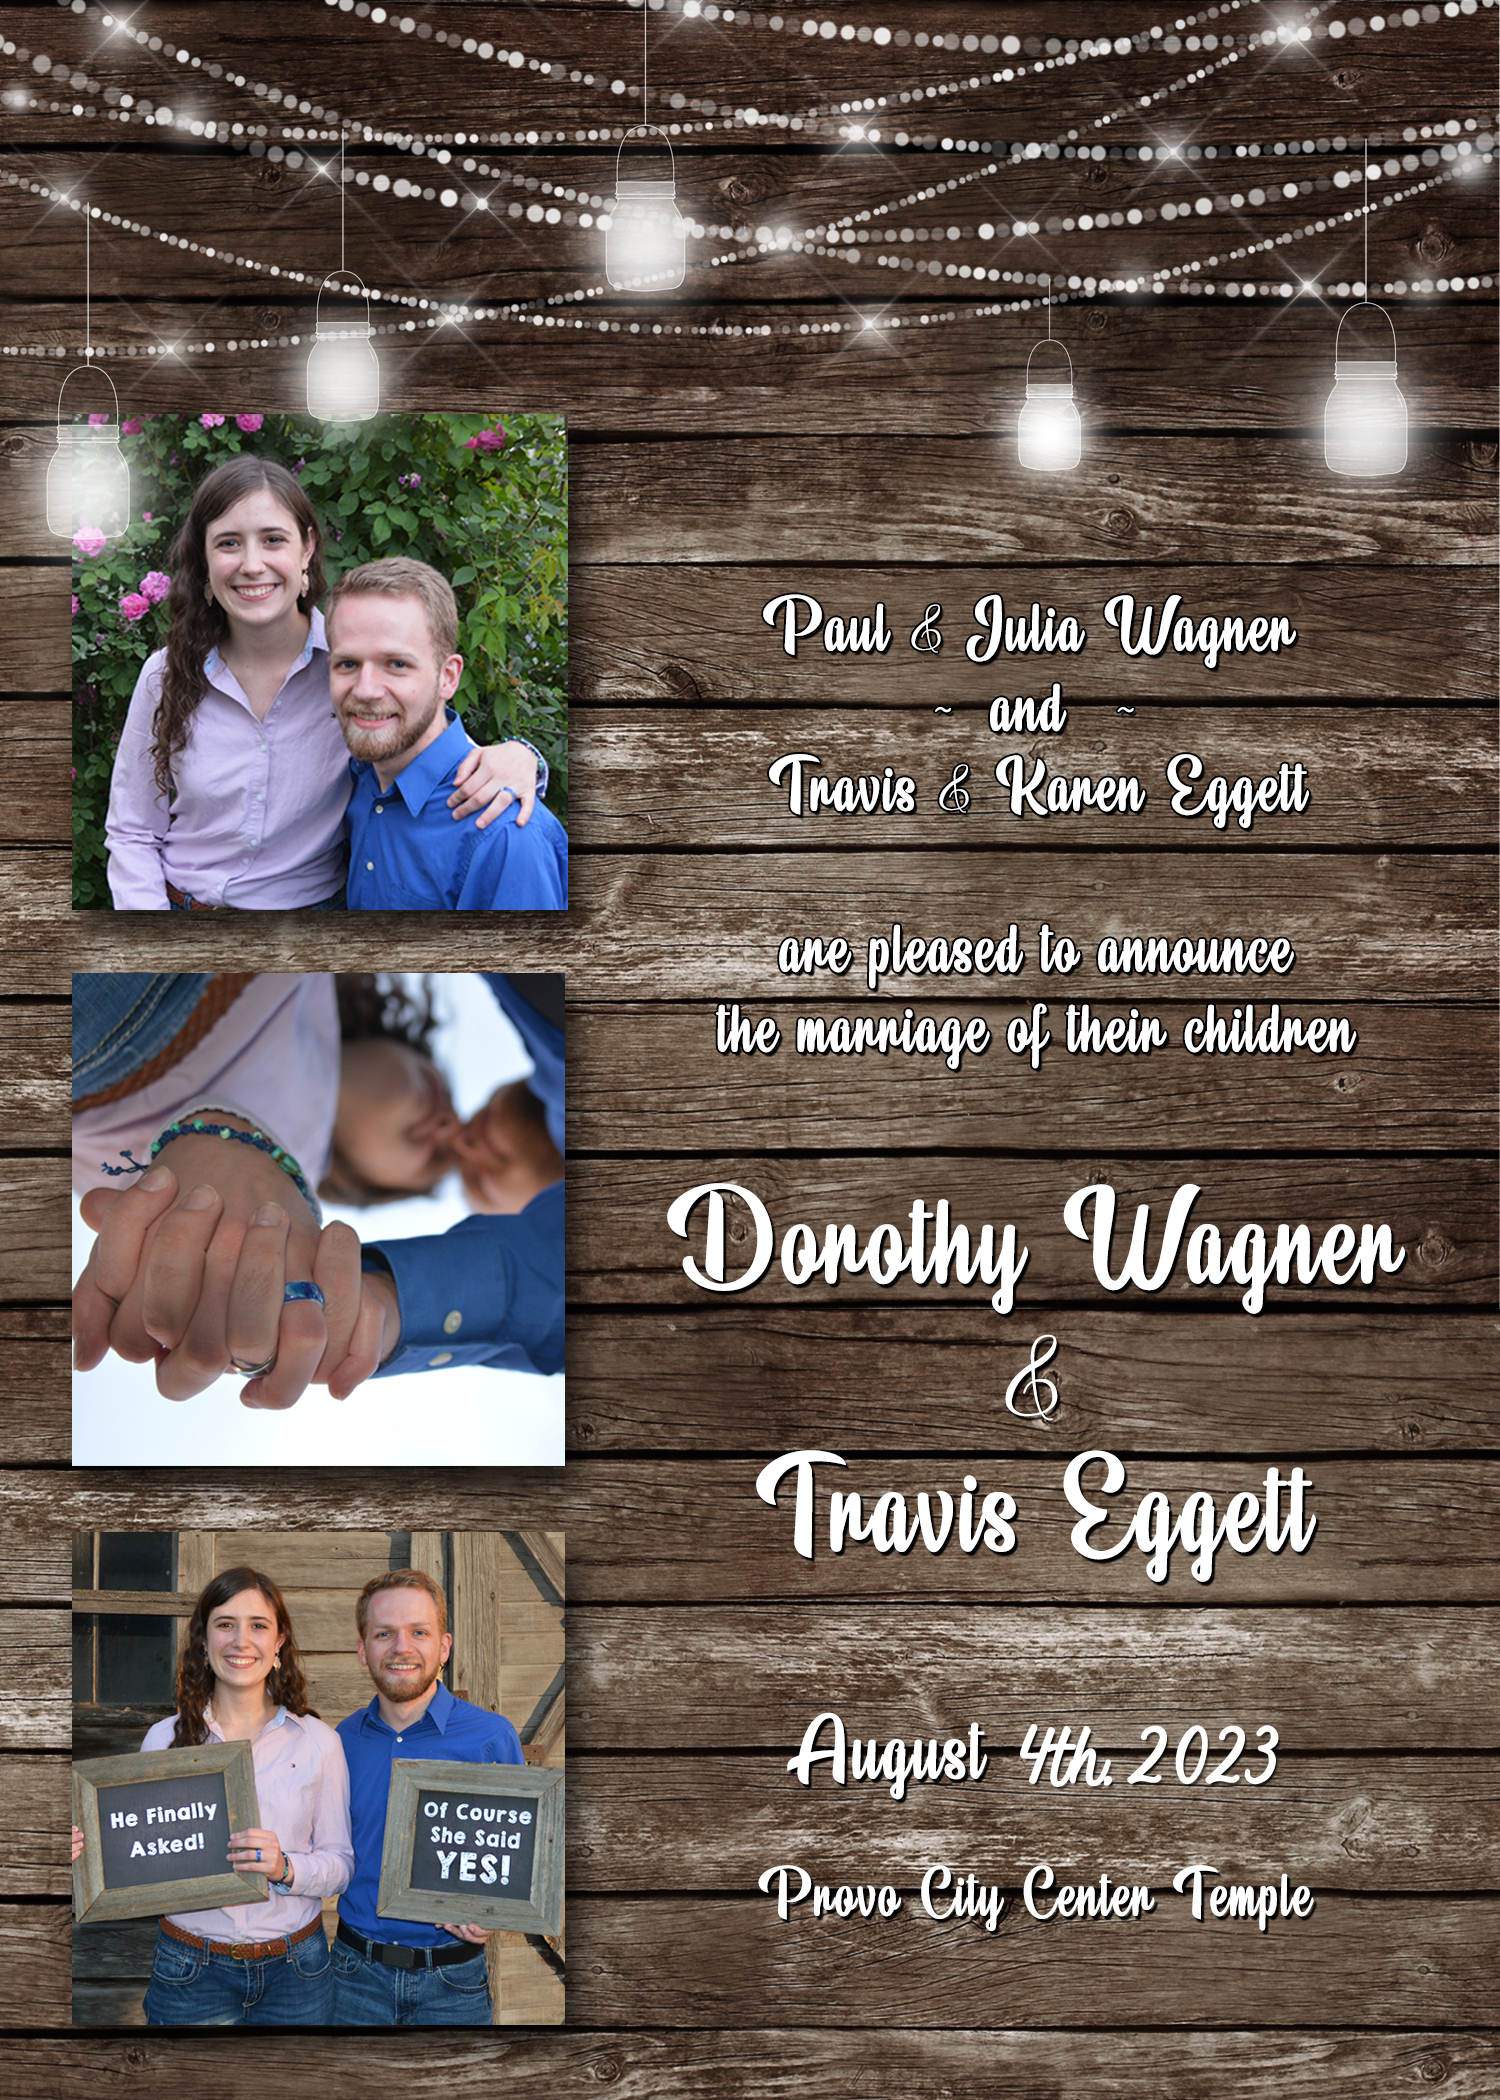 Paul & Julia Wagner
~ and ~
Travis & Karen Eggett
are pleased to announce
the marriage of their children
Dorothy Wagner
&
Travis Eggett
August 4th, 2023
Provo City Center Temple
He Finally
Asked!
Of Course
She Said
YES!